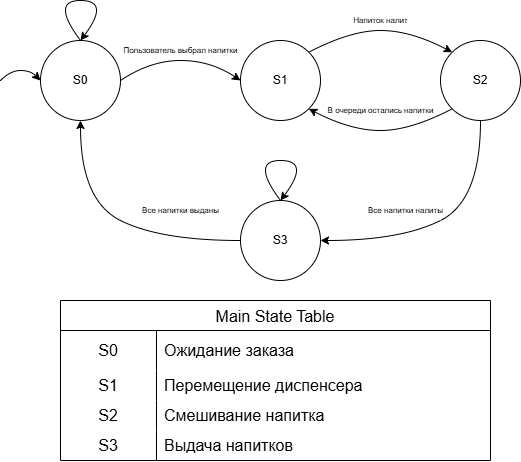 Напиток налит
Пользователь выбрал напитки
S0
S1
S2
В очереди остались напитки
Все напитки выданы
Все напитки налиты
S3
Main State Table
S0 Ожидание заказа
S1 Перемещение диспенсера
S2 Смешивание напитка
S3 Выдача напитков